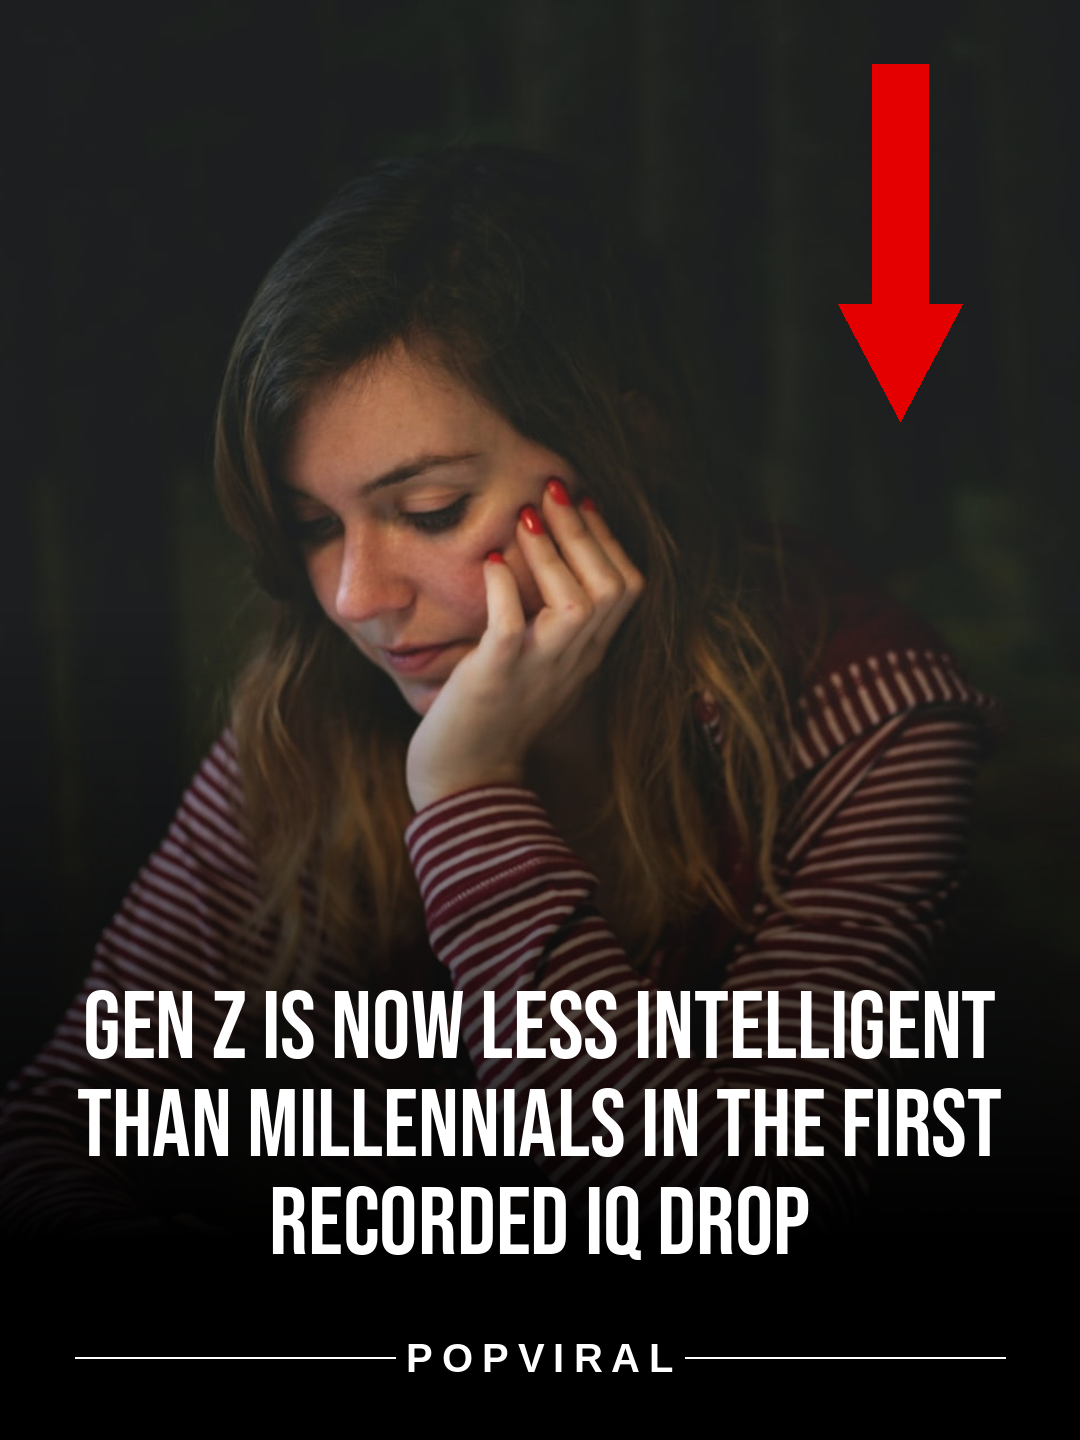 GEN Z IS NOW LESS INTELLIGENT
THAN MILLENNIALS IN THE FIRST
RECORDED IQ DROP
POPVIRAL